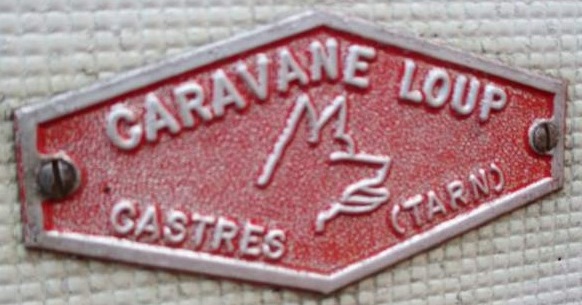 CARAVANE LOUP
CASTRES (TARN)